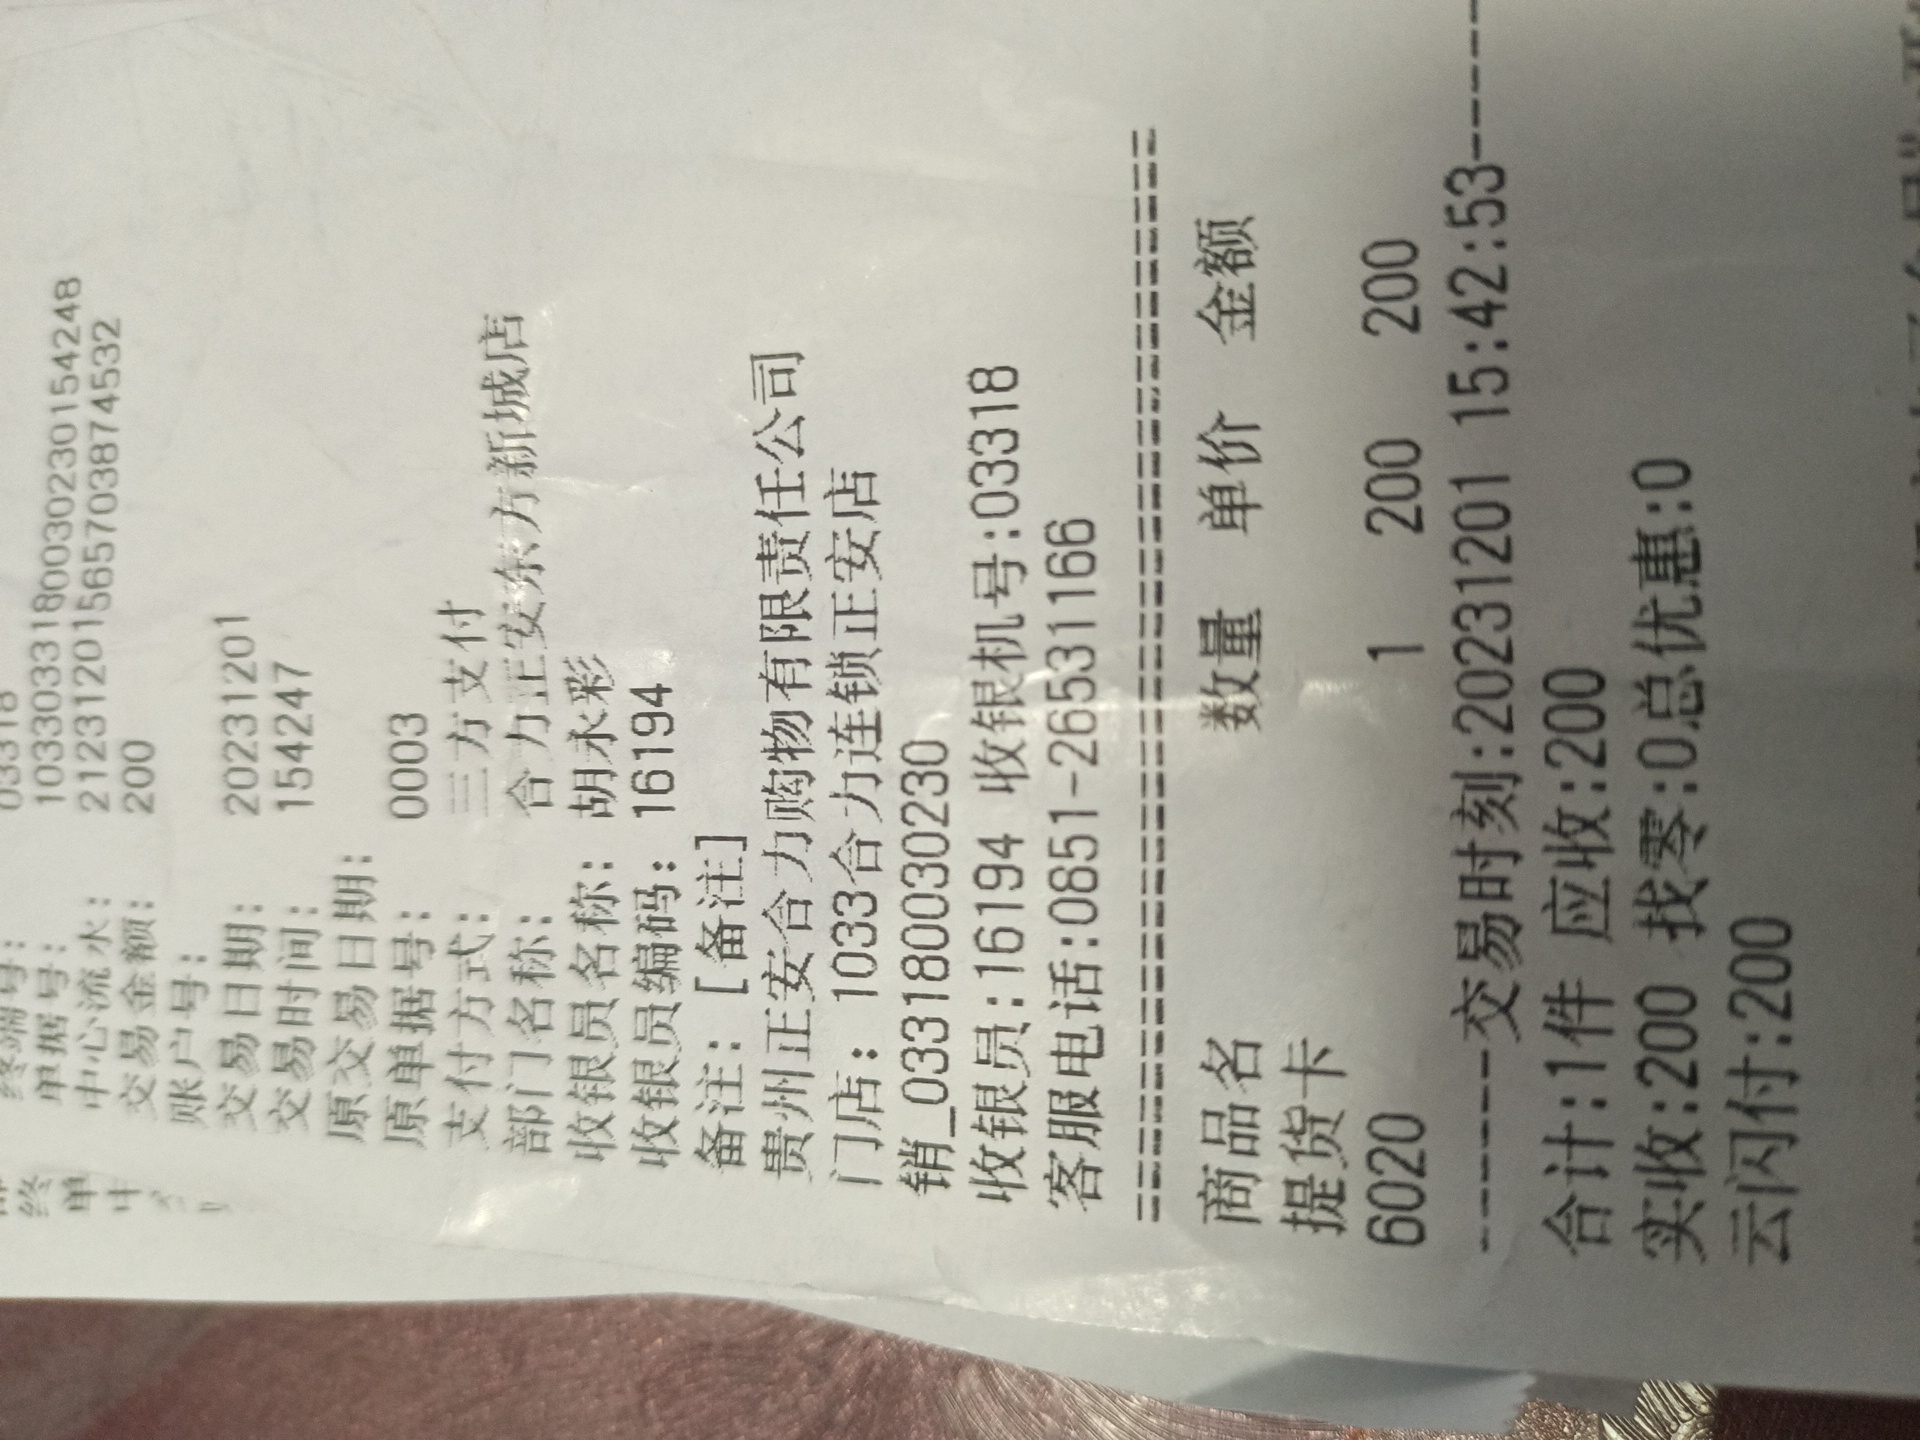 终端号： 03318
单据号： 1033033180030230154248
中心流水： 2123120156570387 4532
交易金额： 200
账户号：
交易日期： 20231201
交易时间： 154247
原交易日期：
原单据号： 0003
支付方式： 三方支付
部门名称： 合力正安东方新城店
收银员名称： 胡永彩
收银员编码： 16194
备注： [备注]
贵州正安合力购物有限责任公司
门店： 1033合力连锁正安店
销_033180030230
收银员:16194 收银机号:03318
客服电话:0851-26531166
================================
商品名 数量 单价 金额
提货卡
6020 1 200 200
-------交易时刻:20231201 15:42:53-------
合计:1件 应收:200
实收:200 找零:0总优惠:0
云闪付:200